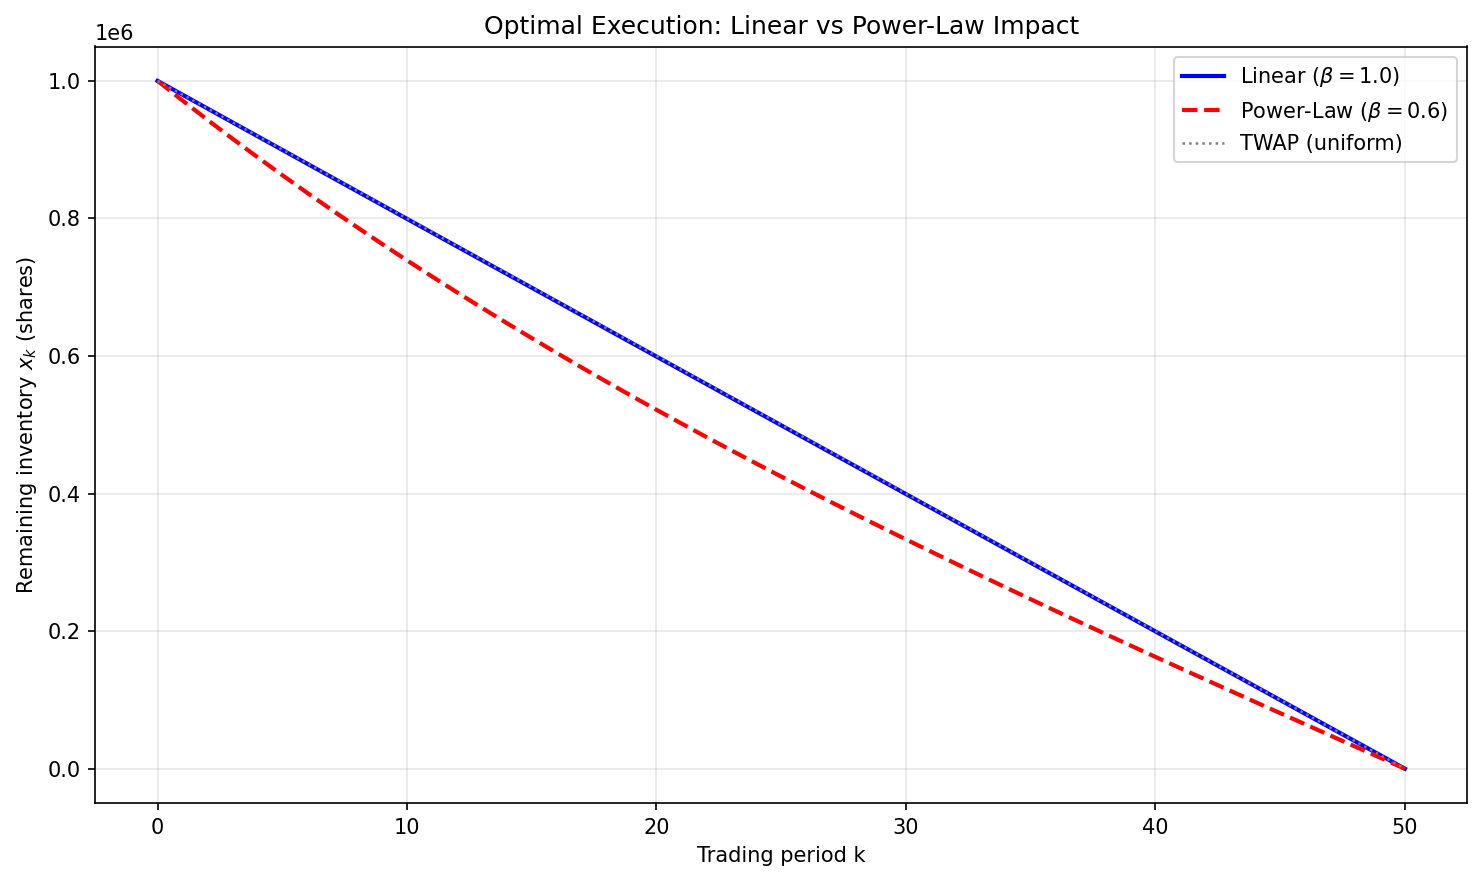 Optimal Execution: Linear vs Power-Law Impact
1e6
Linear (β = 1.0)
Power-Law (β = 0.6)
TWAP (uniform)
1.0
0.8
0.6
0.4
0.2
0.0
Remaining inventory xₖ (shares)
0 10 20 30 40 50
Trading period k